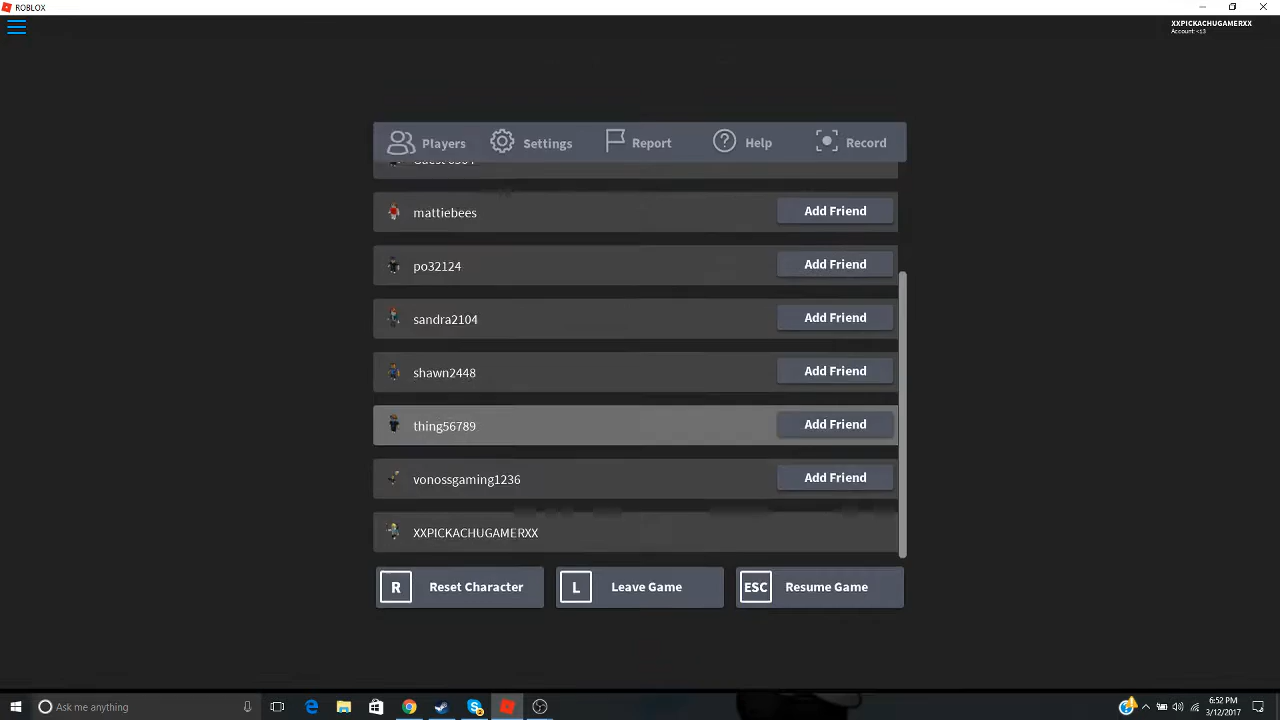 ROBLOX
XXPICKACHUGAMERXX
Account: <13
Players
Settings
Report
Help
Record
mattiebees
Add Friend
po32124
Add Friend
sandra2104
Add Friend
shawn2448
Add Friend
thing56789
Add Friend
vonossgaming1236
Add Friend
XXPICKACHUGAMERXX
R Reset Character
L Leave Game
ESC Resume Game
Ask me anything
6:52 PM
3/12/2017